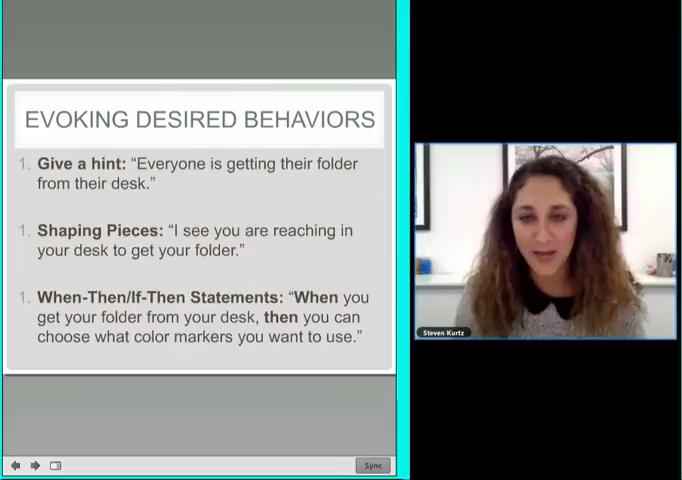 EVOKING DESIRED BEHAVIORS
1. Give a hint: “Everyone is getting their folder
from their desk.”
1. Shaping Pieces: “I see you are reaching in
your desk to get your folder.”
1. When-Then/If-Then Statements: “When you
get your folder from your desk, then you can
choose what color markers you want to use.”
Steven Kurtz
Sync